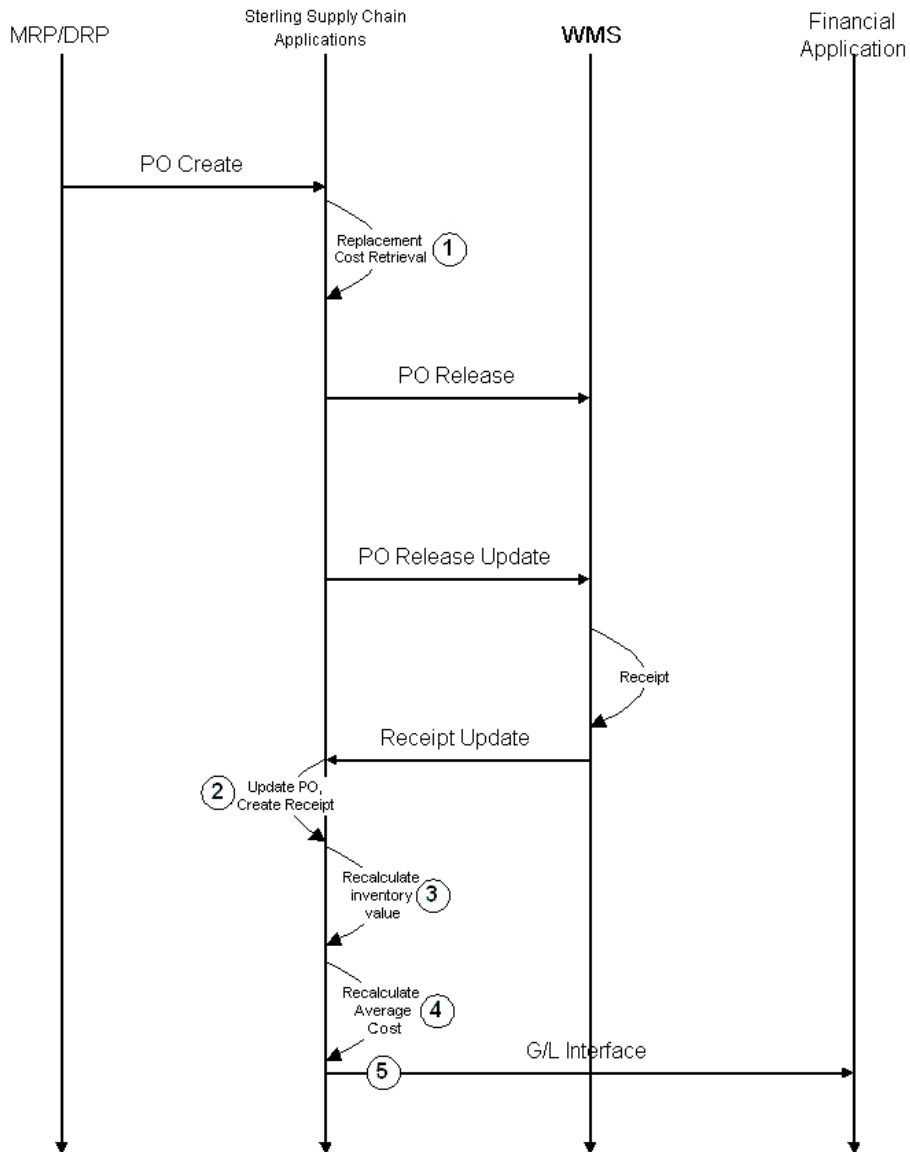 MRP/DRP
Sterling Supply Chain
Applications
WMS
Financial
Application
PO Create
Replacement
Cost Retrieval
1
PO Release
PO Release Update
Receipt
Receipt Update
2
Update PO,
Create Receipt
Recalculate
inventory
value
3
Recalculate
Average
Cost
4
G/L Interface
5